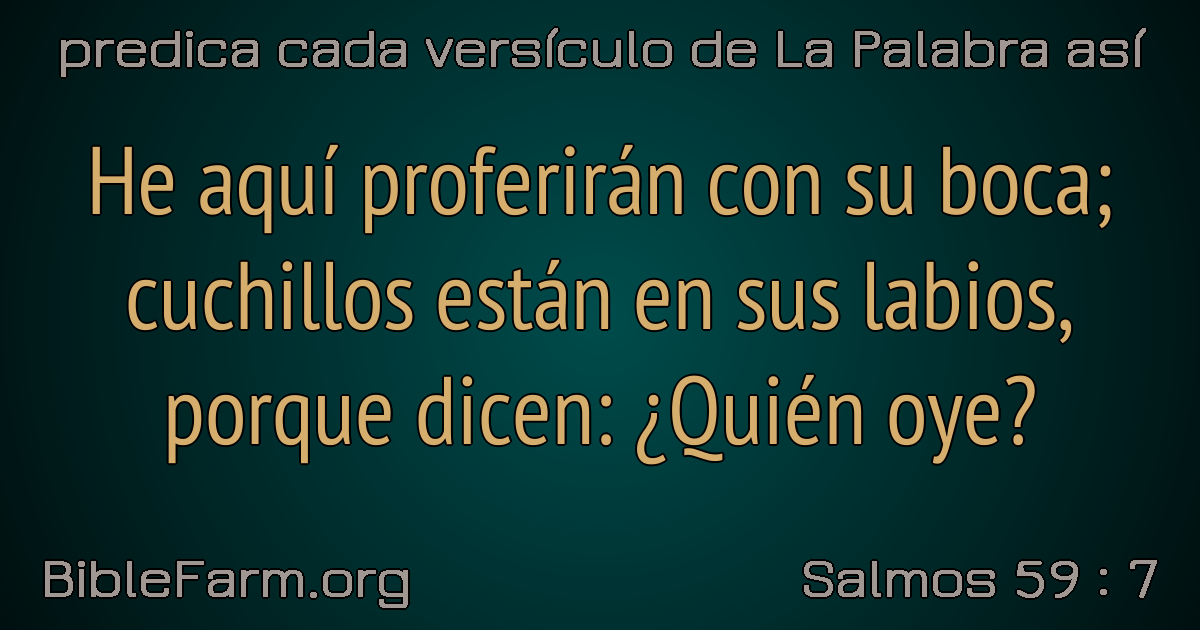 predica cada versículo de La Palabra así
He aquí proferirán con su boca;
cuchillos están en sus labios,
porque dicen: ¿Quién oye?
BibleFarm.org
Salmos 59 : 7